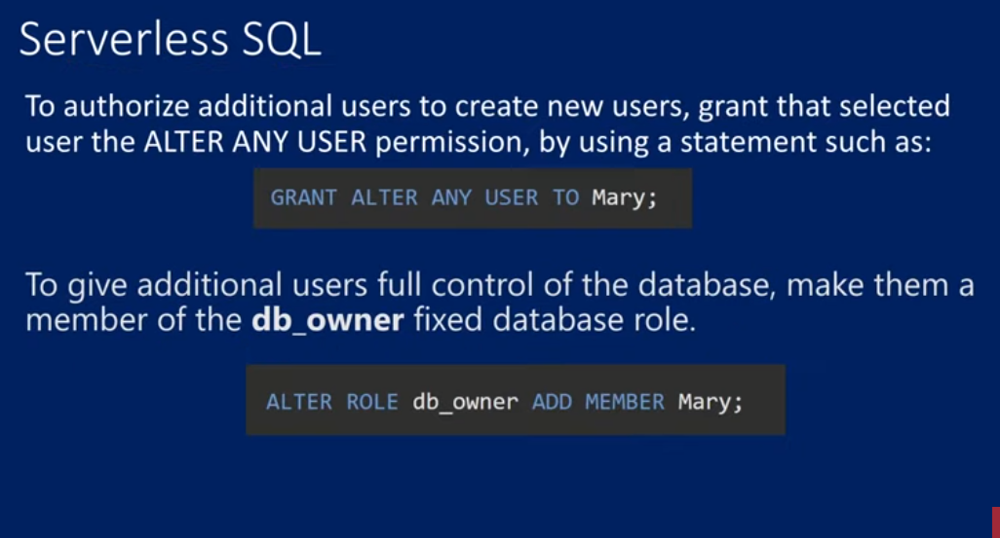 Serverless SQL
To authorize additional users to create new users, grant that selected
user the ALTER ANY USER permission, by using a statement such as:
GRANT ALTER ANY USER TO Mary;
To give additional users full control of the database, make them a
member of the db_owner fixed database role.
ALTER ROLE db_owner ADD MEMBER Mary;